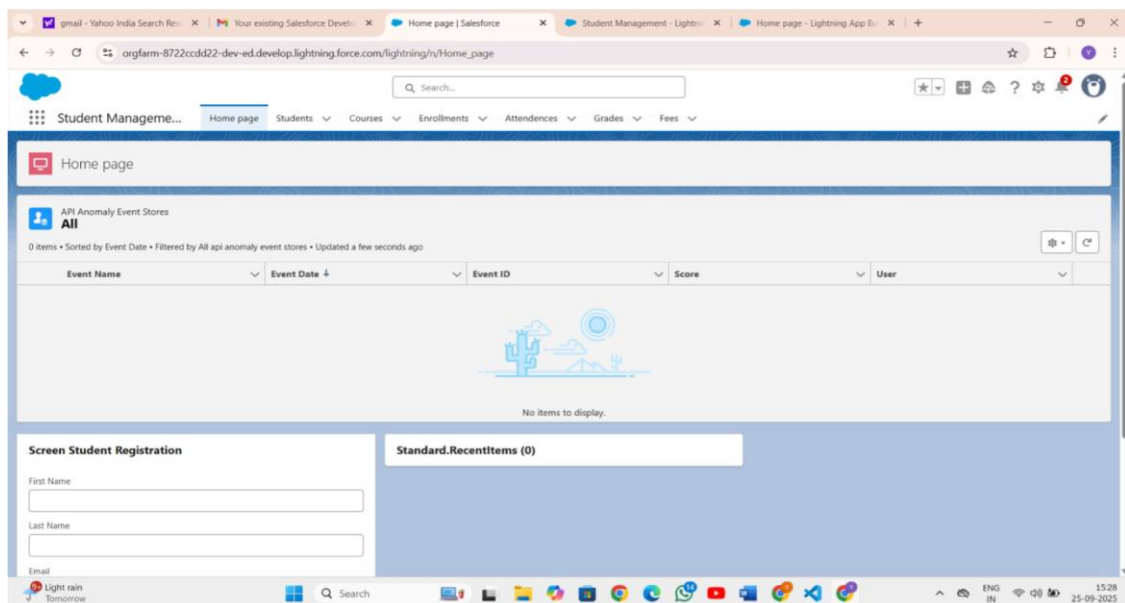 gmail - Yahoo India Search Res
Your existing Salesforce Develo
Home page | Salesforce
Student Management - Lightni
Home page - Lightning App Bu
orgfarm-8722ccdd22-dev-ed.develop.lightning.force.com/lightning/n/Home_page
Search...
2
Student Manageme...
Home page
Students
Courses
Enrollments
Attendences
Grades
Fees
Home page
API Anomaly Event Stores
All
0 items • Sorted by Event Date • Filtered by All api anomaly event stores • Updated a few seconds ago
Event Name
Event Date
Event ID
Score
User
No items to display.
Screen Student Registration
Standard.RecentItems (0)
First Name
Last Name
Email
Light rain
Tomorrow
Search
ENG
IN
15:28
25-09-2025